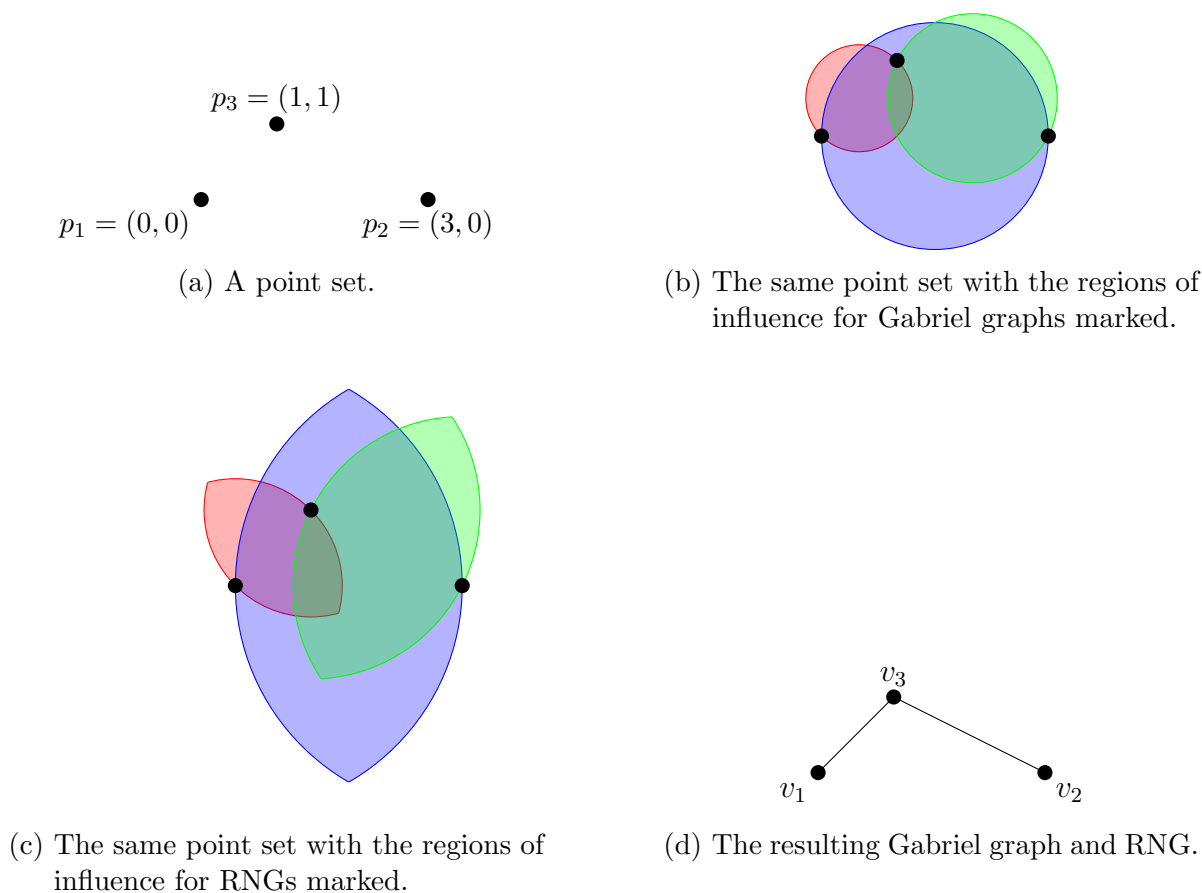 p₃ = (1, 1)
p₁ = (0, 0)
p₂ = (3, 0)
(a) A point set.
(b) The same point set with the regions of
influence for Gabriel graphs marked.
(c) The same point set with the regions of
influence for RNGs marked.
v₃
v₁
v₂
(d) The resulting Gabriel graph and RNG.